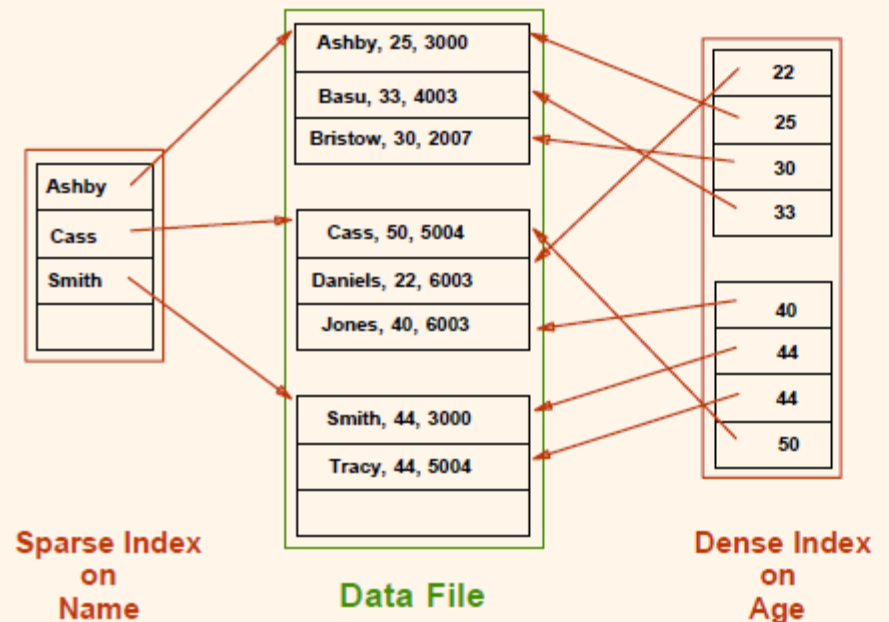 Ashby
Cass
Smith
Sparse Index
on
Name
Ashby, 25, 3000
Basu, 33, 4003
Bristow, 30, 2007
Cass, 50, 5004
Daniels, 22, 6003
Jones, 40, 6003
Smith, 44, 3000
Tracy, 44, 5004
Data File
22
25
30
33
40
44
44
50
Dense Index
on
Age